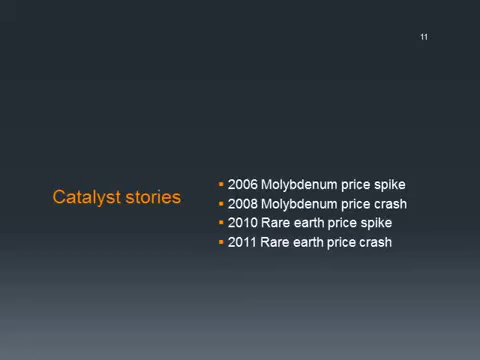 11
Catalyst stories
▪ 2006 Molybdenum price spike
▪ 2008 Molybdenum price crash
▪ 2010 Rare earth price spike
▪ 2011 Rare earth price crash